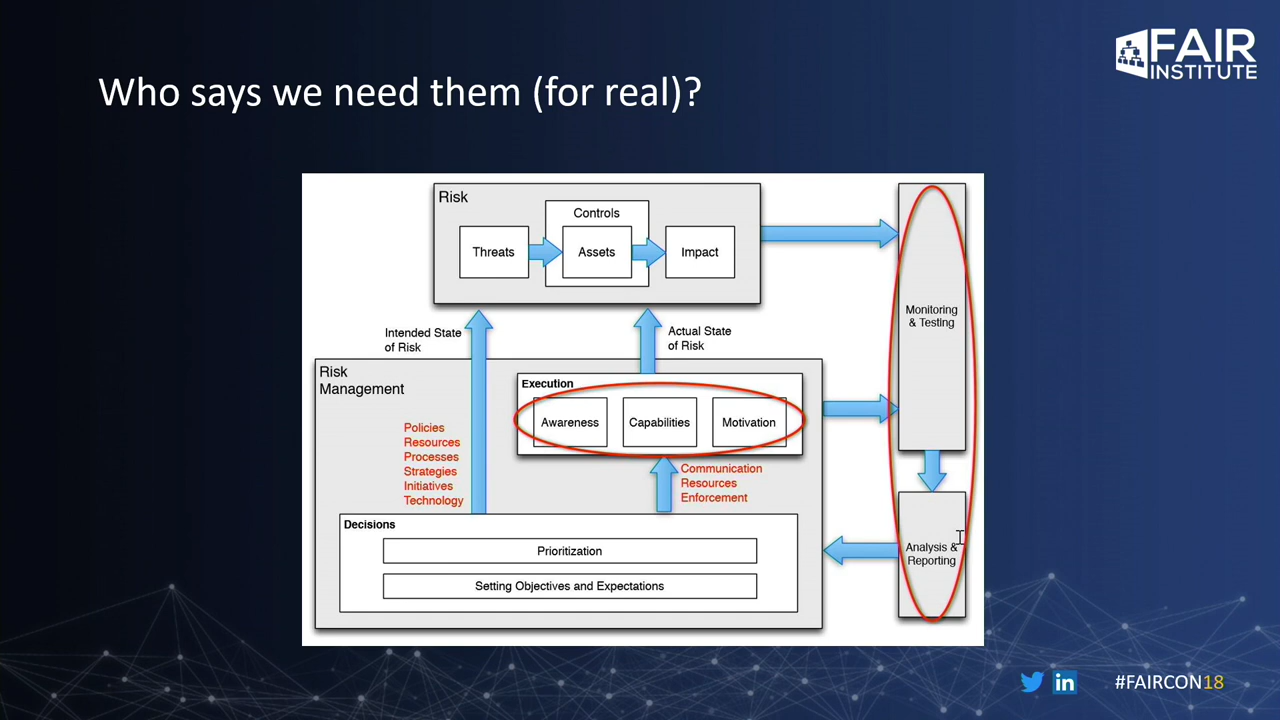 FAIR
INSTITUTE
Who says we need them (for real)?
Risk
Controls
Threats
Assets
Impact
Monitoring
& Testing
Intended State
of Risk
Actual State
of Risk
Risk
Management
Execution
Awareness
Capabilities
Motivation
Policies
Resources
Processes
Strategies
Initiatives
Technology
Communication
Resources
Enforcement
Decisions
Prioritization
Setting Objectives and Expectations
Analysis &
Reporting
in
#FAIRCON18